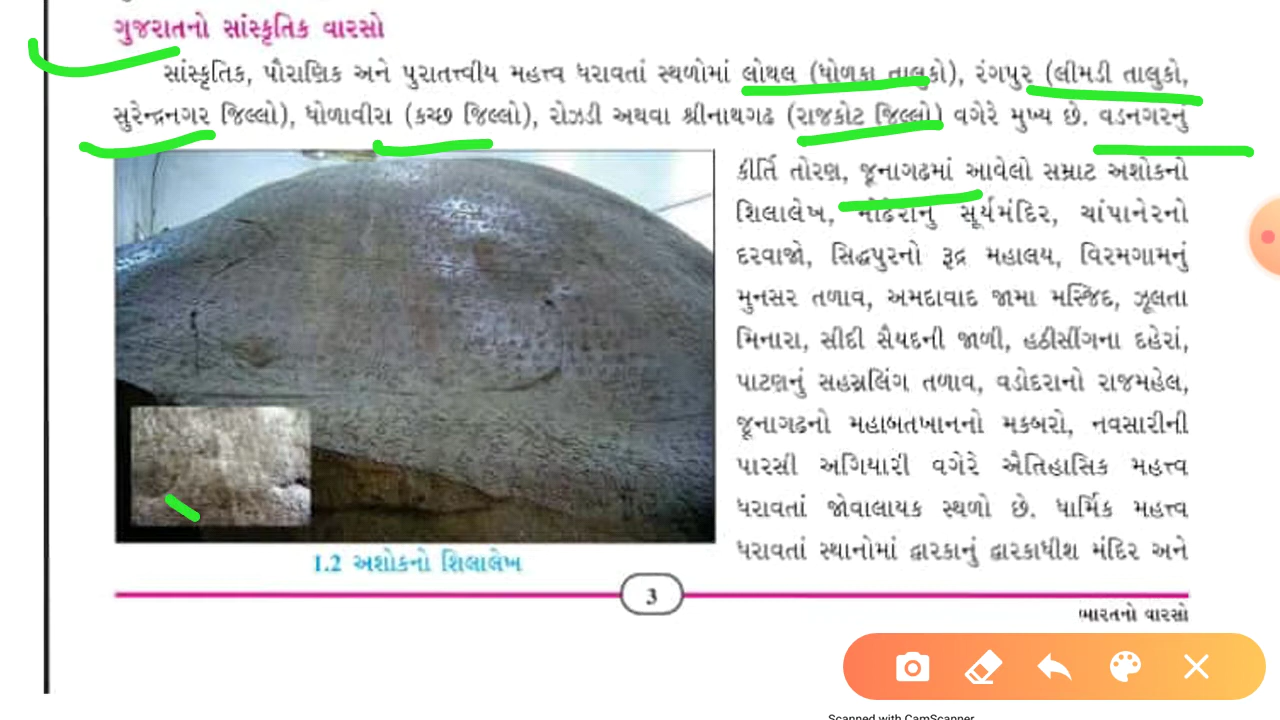 ગુજરાતનો સાંસ્કૃતિક વારસો
સાંસ્કૃતિક, પૌરાણિક અને પુરાતત્ત્વીય મહત્ત્વ ધરાવતાં સ્થળોમાં લોથલ (ધોળકા તાલુકો), રંગપુર (લીમડી તાલુકો,
સુરેન્દ્રનગર જિલ્લો), ધોળાવીરા (કચ્છ જિલ્લો), રોઝડી અથવા શ્રીનાથગઢ (રાજકોટ જિલ્લો) વગેરે મુખ્ય છે. વડનગરનું
કીર્તિ તોરણ, જૂનાગઢમાં આવેલો સમ્રાટ અશોકનો
શિલાલેખ, મોઢેરાનું સૂર્યમંદિર, ચાંપાનેરનો
દરવાજો, સિદ્ધપુરનો રૂદ્ર મહાલય, વિરમગામનું
મુનસર તળાવ, અમદાવાદ જામા મસ્જિદ, ઝૂલતા
મિનારા, સીદી સૈયદની જાળી, હઠીસીંગના દહેરાં,
પાટણનું સહસ્રલિંગ તળાવ, વડોદરાનો રાજમહેલ,
જૂનાગઢનો મહાબતખાનનો મકબરો, નવસારીની
પારસી અગિયારી વગેરે ઐતિહાસિક મહત્ત્વ
ધરાવતાં જોવાલાયક સ્થળો છે. ધાર્મિક મહત્ત્વ
ધરાવતાં સ્થાનોમાં દ્વારકાનું દ્વારકાધીશ મંદિર અને
1.2 અશોકનો શિલાલેખ
3
ભારતનો વારસો
Scanned with CamScanner